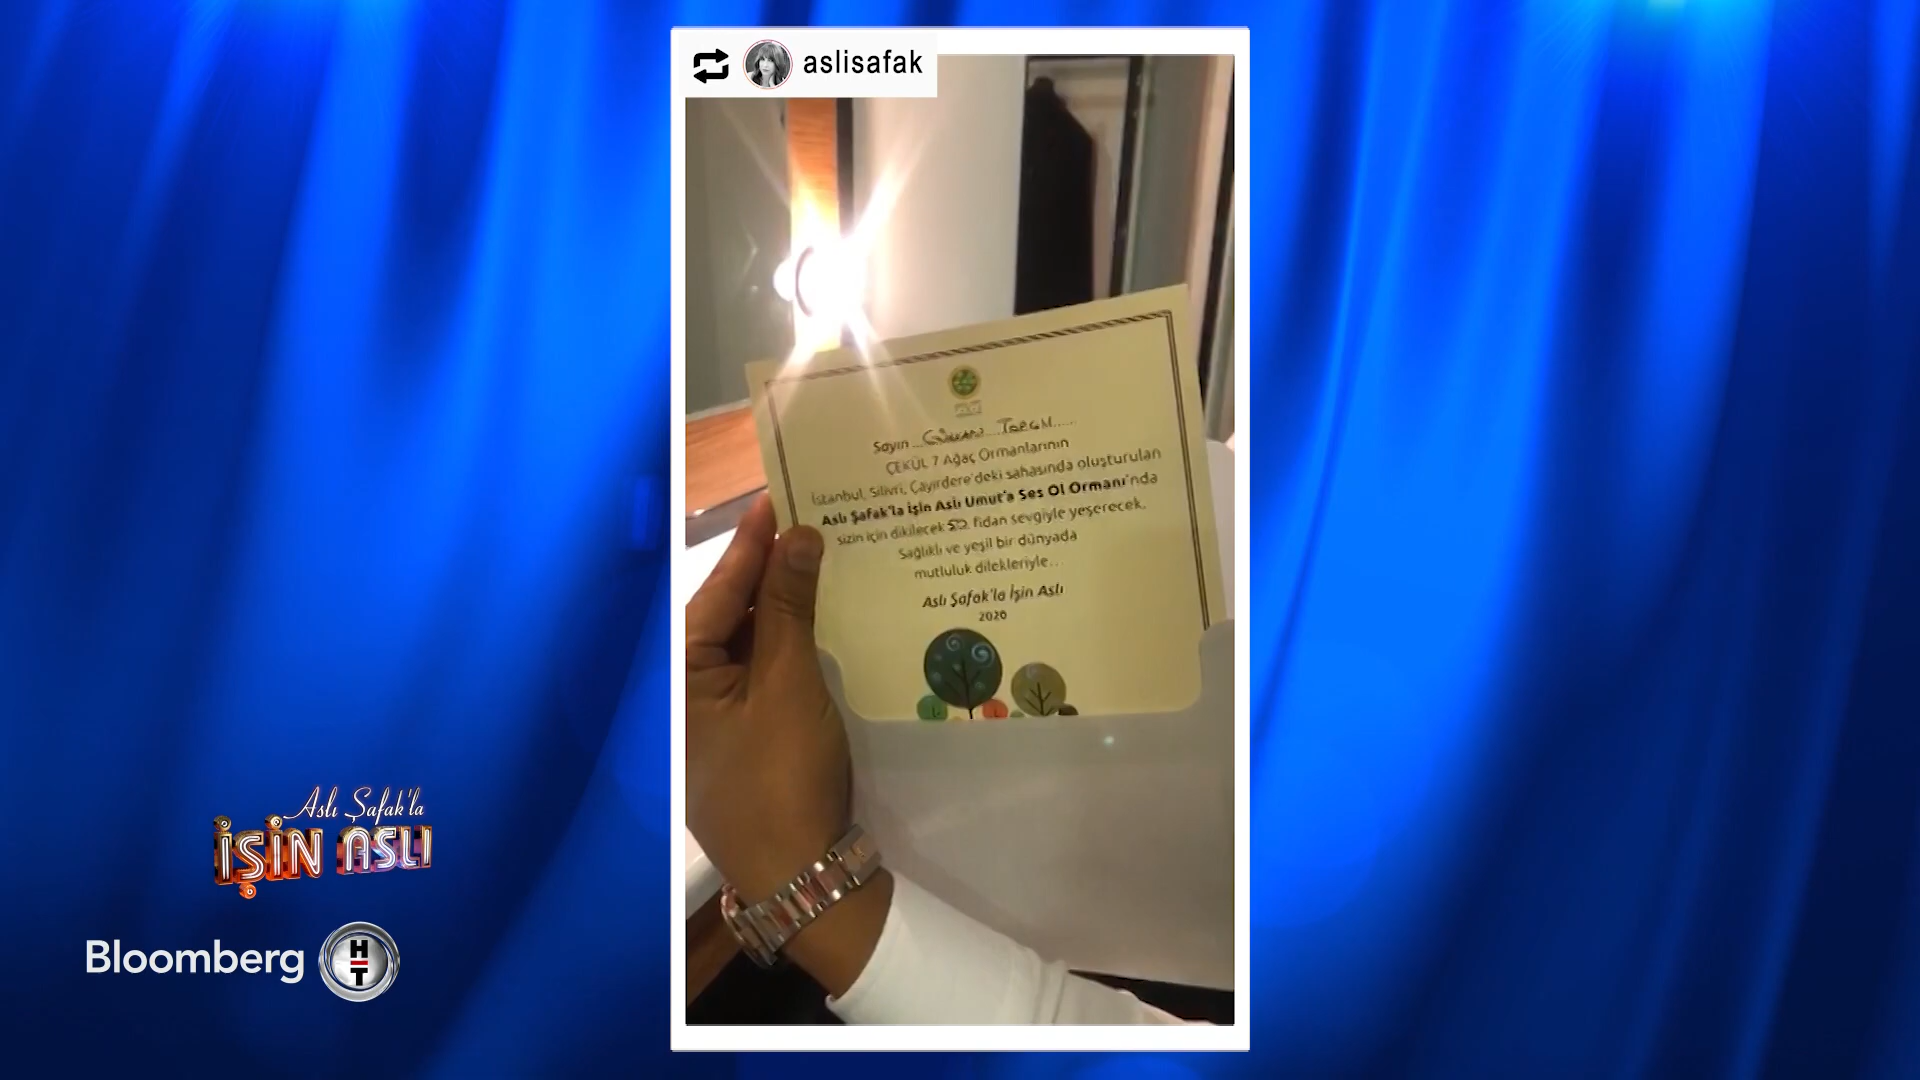 aslisafak
Sayın
ÇEKÜL 7 Ağaç Ormanlarının
İstanbul, Silivri, Çayırdere'deki sahasında oluşturulan
Aslı Şafak'la İşin Aslı Umut'a Ses Ol Ormanı'nda
sizin için dikilecek 50 fidan sevgiyle yeşerecek.
Sağlıklı ve yeşil bir dünyada
mutluluk dilekleriyle...
Aslı Şafak'la İşin Aslı
2020
Aslı Şafak'la
İŞİN ASLI
Bloomberg HT